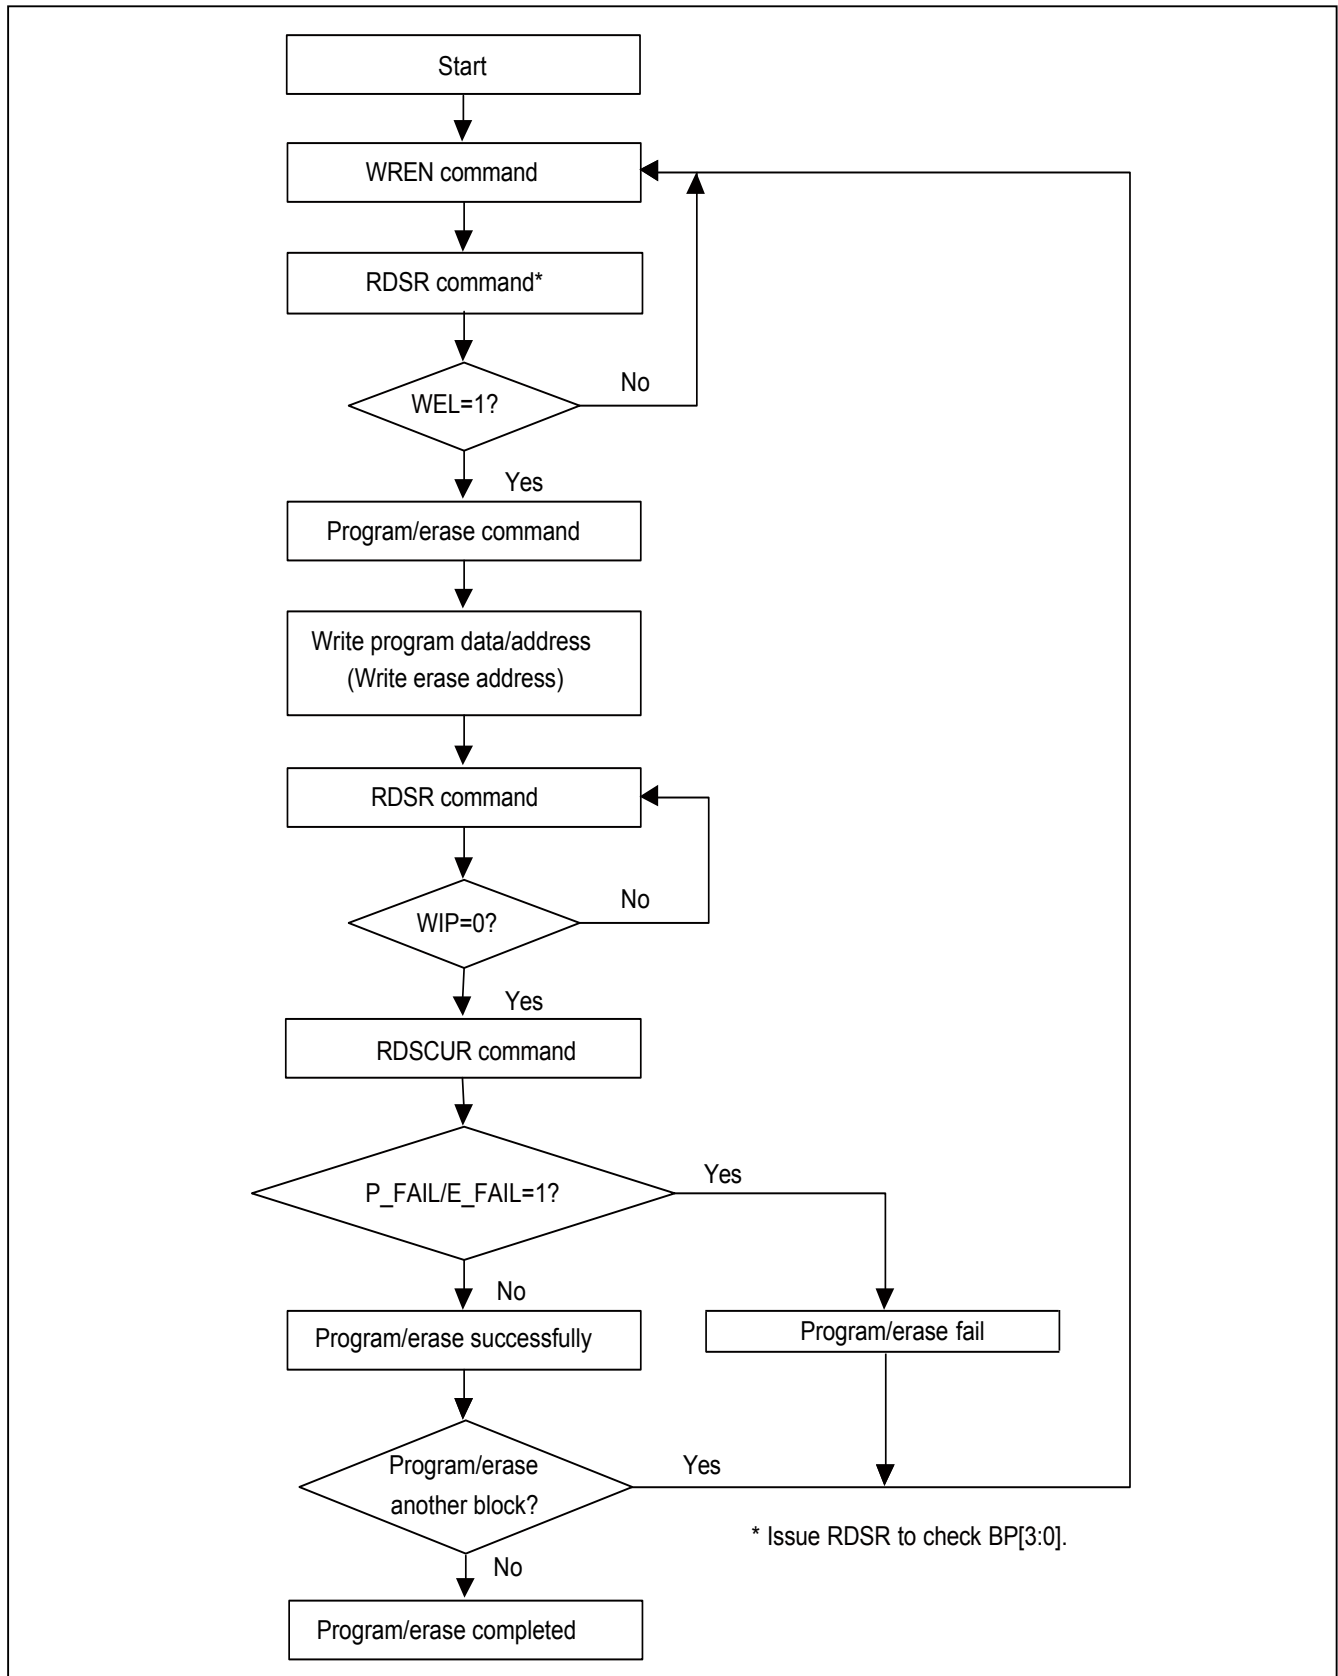 Start
WREN command
RDSR command*
WEL=1?
No
Yes
Program/erase command
Write program data/address
(Write erase address)
RDSR command
WIP=0?
No
Yes
RDSCUR command
P_FAIL/E_FAIL=1?
Yes
No
Program/erase successfully
Program/erase fail
Program/erase
another block?
Yes
* Issue RDSR to check BP[3:0].
No
Program/erase completed